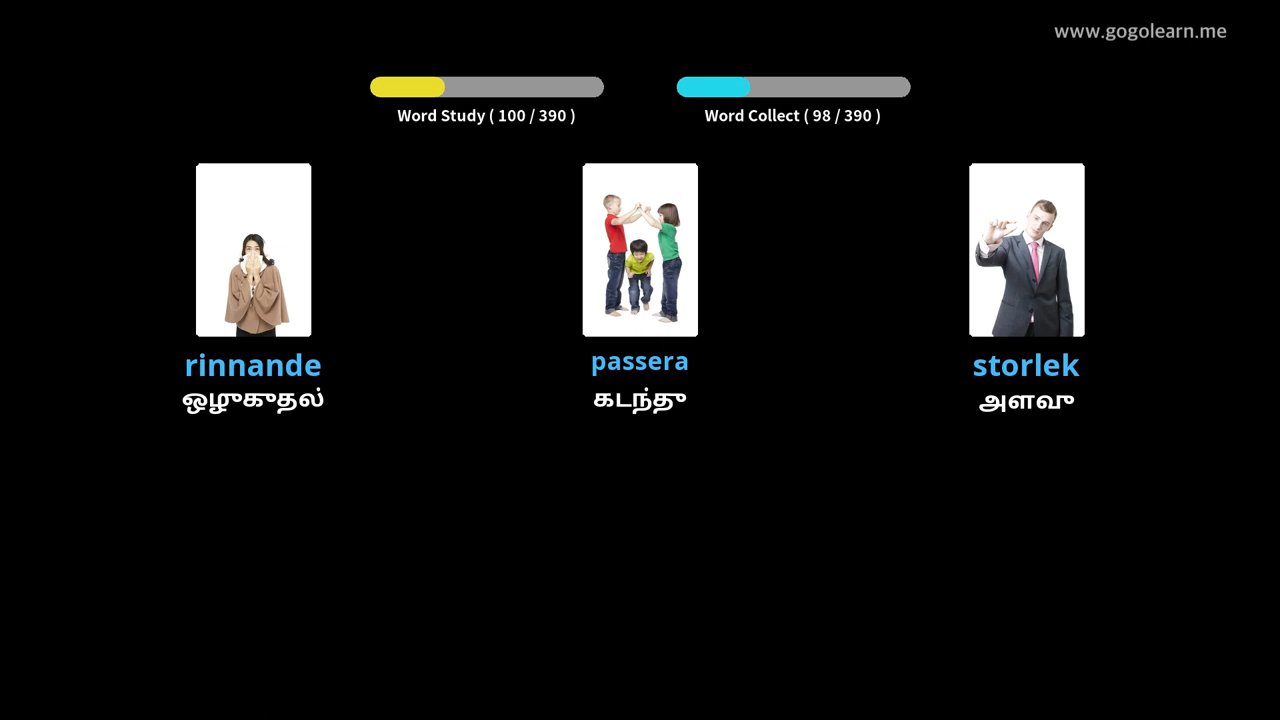 www.gogolearn.me
Word Study ( 100 / 390 )
Word Collect ( 98 / 390 )
rinnande
ஒழுகுதல்
passera
கடந்து
storlek
அளவு